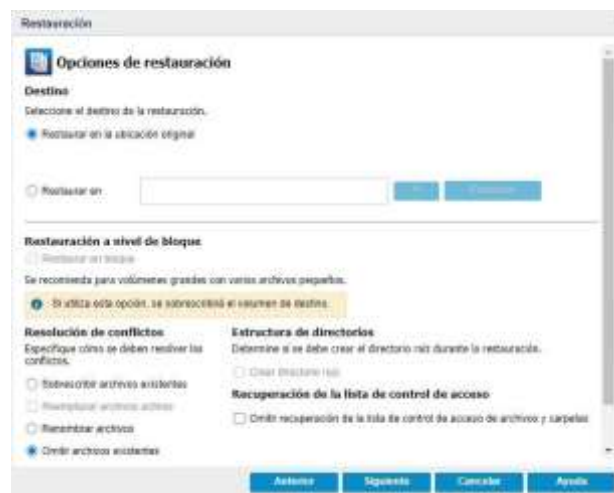 Restauración
Opciones de restauración
Destino
Seleccione el destino de la restauración.
Restaurar en la ubicación original
Restaurar en
Restauración a nivel de bloque
Restaurar en bloque
Se recomienda para volúmenes grandes con varios archivos pequeños.
Si utiliza esta opción, se sobrescribirá el volumen de destino.
Resolución de conflictos
Especifique cómo se deben resolver los
conflictos.
Sobrescribir archivos existentes
Reemplazar archivos activos
Renombrar archivos
Omitir archivos existentes
Estructura de directorios
Determine si se debe crear el directorio raíz durante la restauración.
Crear directorio raíz
Recuperación de la lista de control de acceso
Omitir recuperación de la lista de control de acceso de archivos y carpetas
Anterior
Siguiente
Cancelar
Ayuda